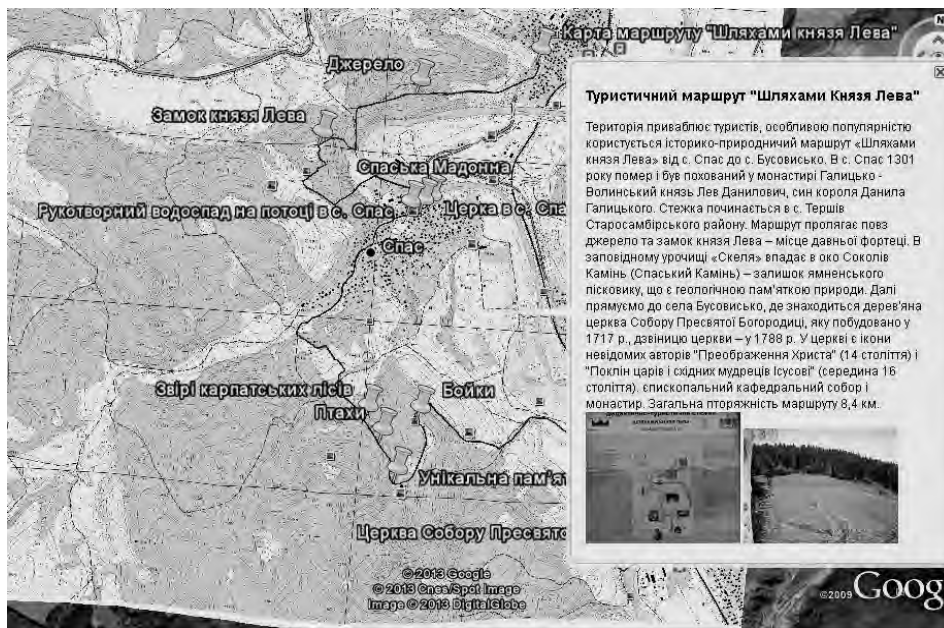 Карта маршруту "Шляхами князя Лева"
Джерело
Замок князя Лева
Спаська Мадонна
Рукотворний водоспад на потоці в с. Спас
Церка в с. Спа
Спас
Звірі карпатських лісів
Бойки
Птахи
Унікальна пам'ят
Церква Собору Пресвято
© 2013 Google
© 2013 Cnes/Spot Image
Image © 2013 DigitalGlobe
Туристичний маршрут "Шляхами Князя Лева"
Територія приваблює туристів, особливою популярністю
користується історико-природничий маршрут «Шляхами
князя Лева» від с. Спас до с. Бусовисько. В с. Спас 1301
року помер і був похований у монастирі Галицько -
Волинський князь Лев Данилович, син короля Данила
Галицького. Стежка починається в с. Тершів
Старосамбірського району. Маршрут пролягає повз
джерело та замок князя Лева – місце давньої фортеці. В
заповідному урочищі «Скеля» впадає в око Соколів
Камінь (Спаський Камінь) – залишок ямненського
пісковику, що є геологічною пам'яткою природи. Далі
прямуємо до села Бусовисько, де знаходиться дерев'яна
церква Собору Пресвятої Богородиці, яку побудовано у
1717 р., дзвіницю церкви – у 1788 р. У церкві є ікони
невідомих авторів "Преображення Христа" (14 століття) і
"Поклін царів і східних мудреців Ісусові" (середина 16
століття). єпископальний кафедральний собор і
монастир. Загальна пторяжність маршруту 8,4 км.
©2009 Goog